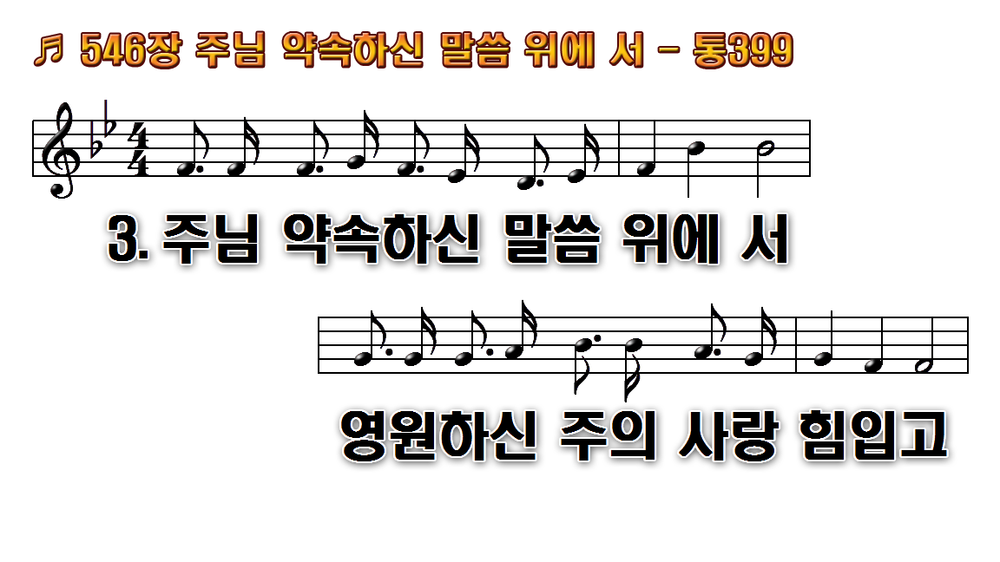 ♬ 546장 주님 약속하신 말씀 위에 서 - 통399
3. 주님 약속하신 말씀 위에 서
영원하신 주의 사랑 힘입고